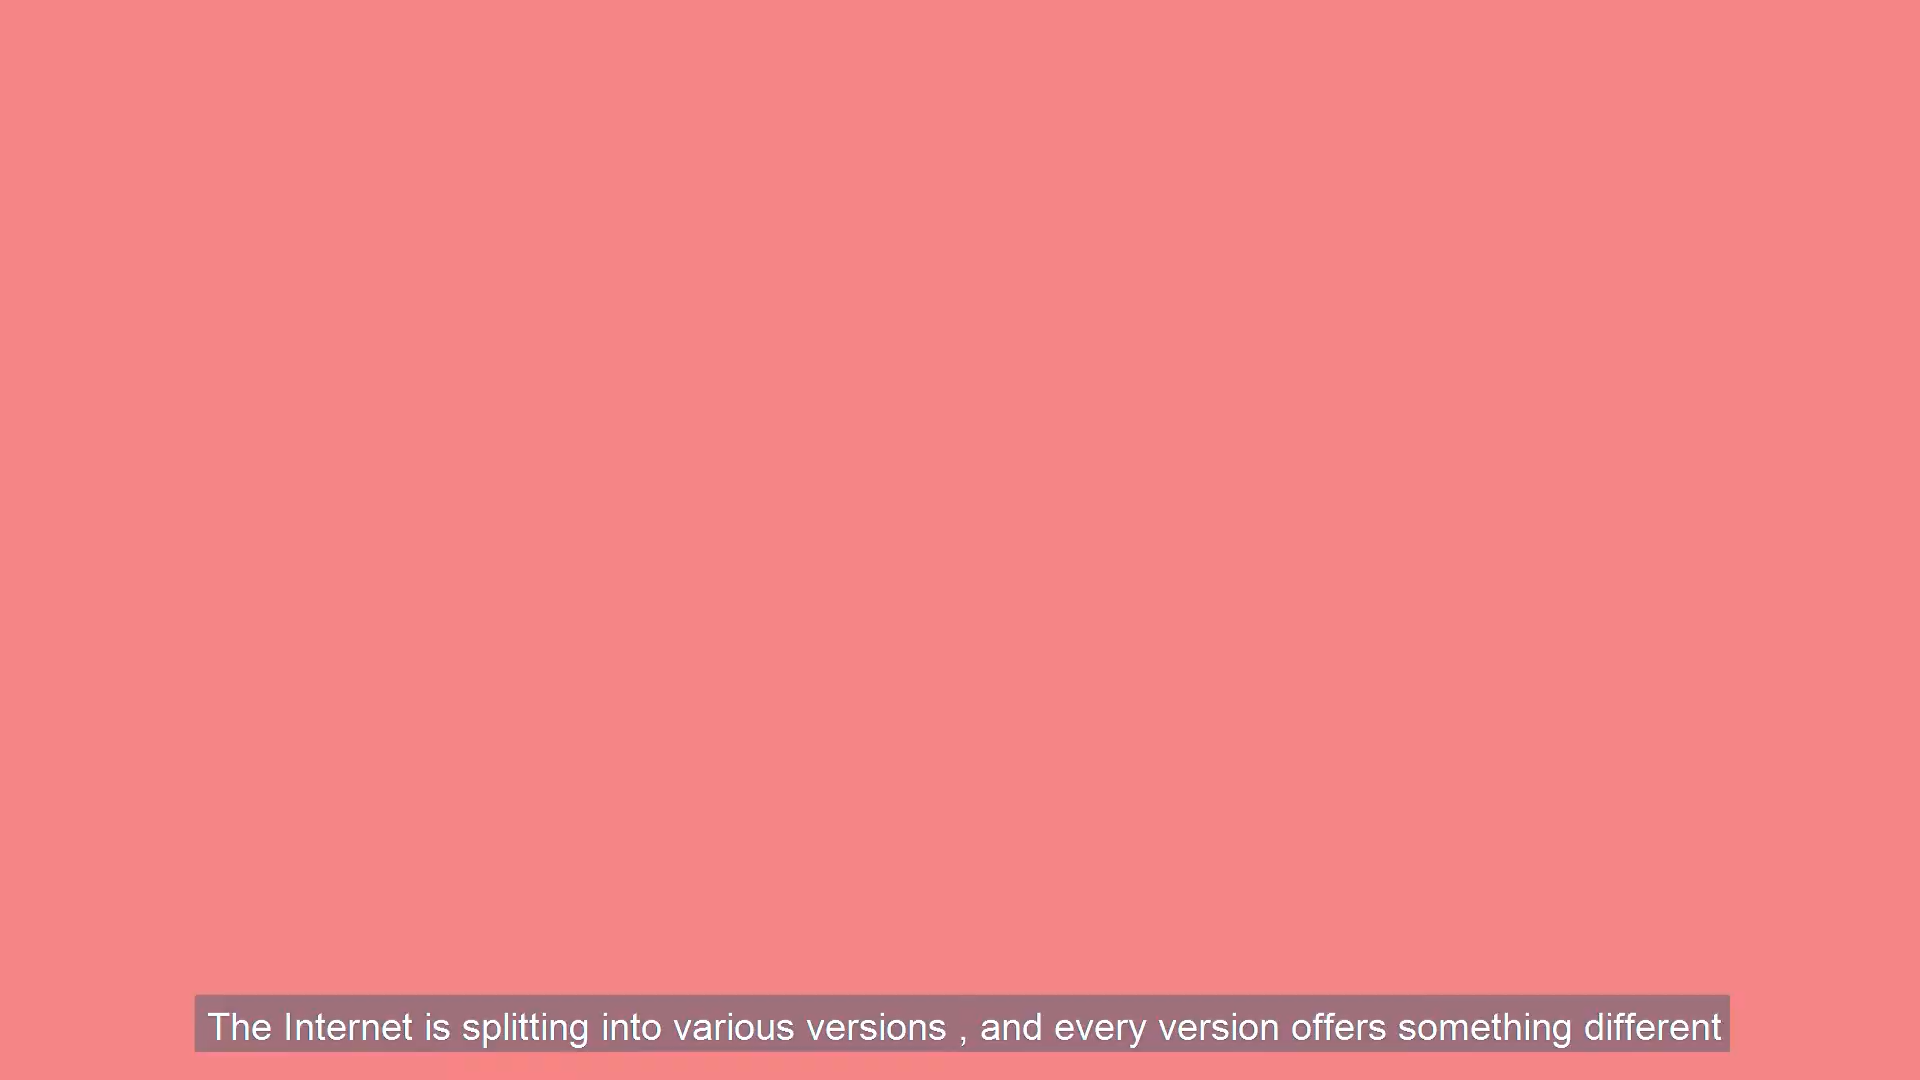 The Internet is splitting into various versions , and every version offers something different